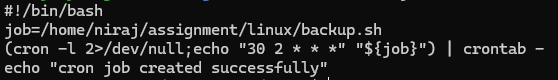 #!/bin/bash
job=/home/niraj/assignment/linux/backup.sh
(cron -l 2>/dev/null;echo "30 2 * * *" "${job}") | crontab -
echo "cron job created successfully"